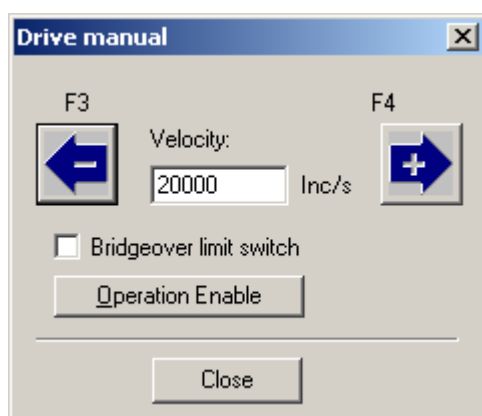 Drive manual
F3 F4
Velocity:
20000 Inc/s
Bridgeover limit switch
Operation Enable
Close